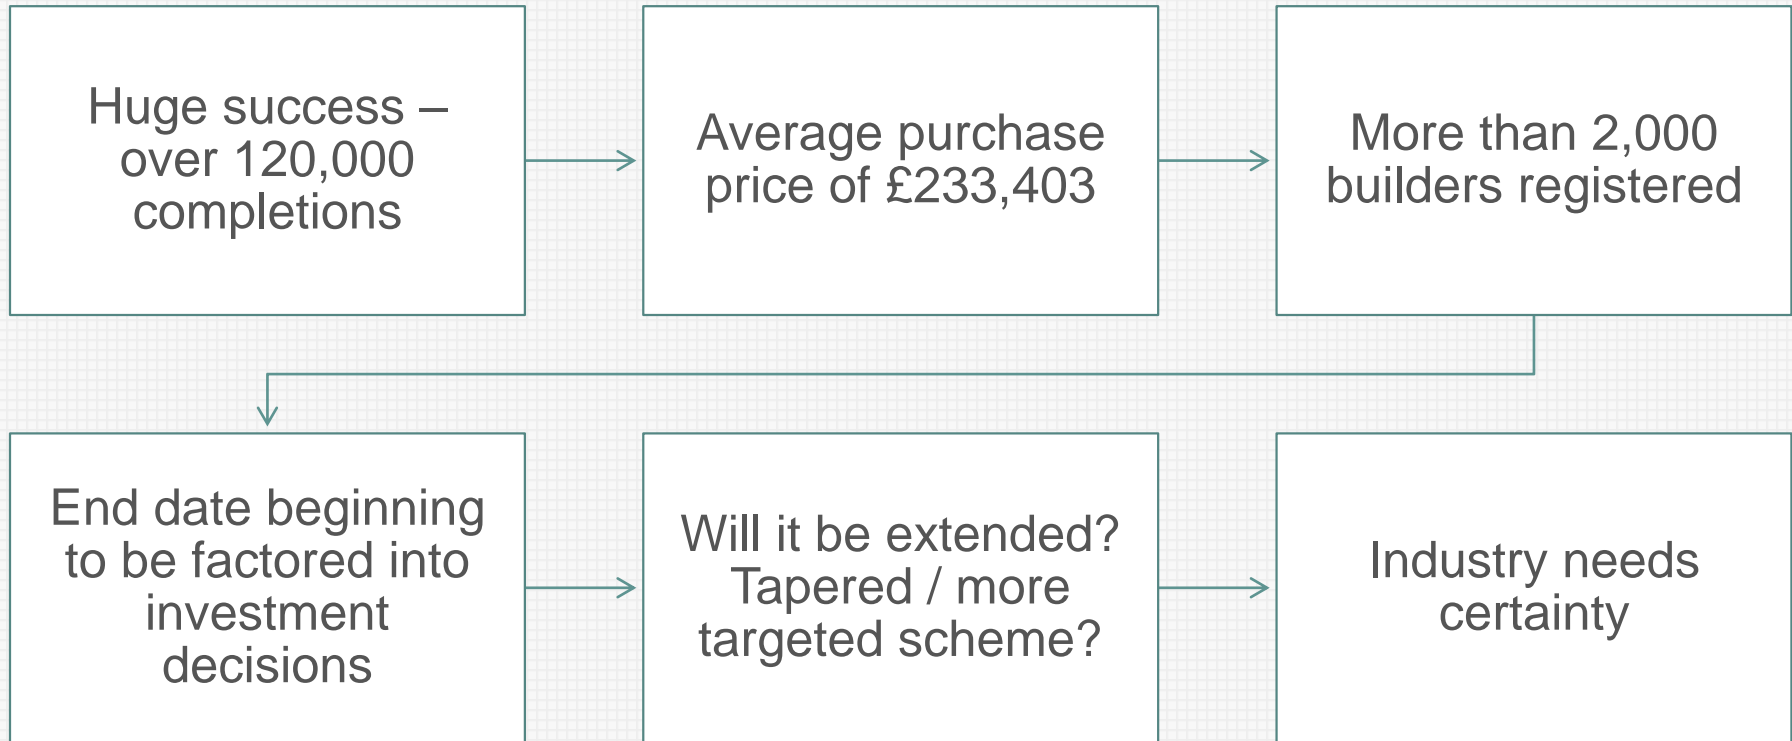 Huge success –
over 120,000
completions
Average purchase
price of £233,403
More than 2,000
builders registered
End date beginning
to be factored into
investment
decisions
Will it be extended?
Tapered / more
targeted scheme?
Industry needs
certainty